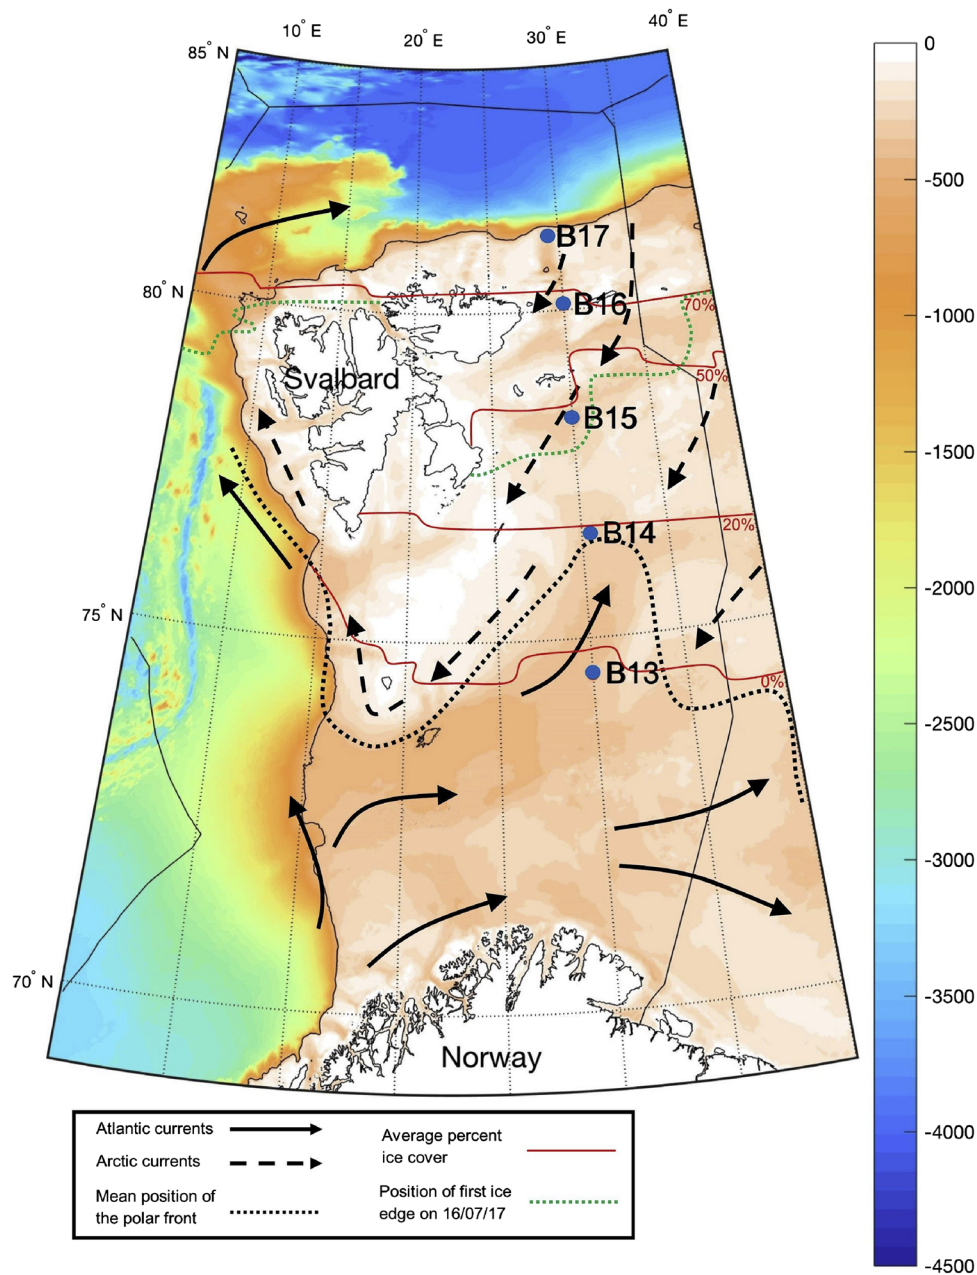 10° E
20° E
30° E
40° E
85° N
0
-500
B17
80° N
B16
70%
-1000
50%
Svalbard
B15
-1500
20%
B14
-2000
75° N
B13
0%
-2500
-3000
-3500
70° N
Norway
-4000
-4500
Atlantic currents
Arctic currents
Mean position of
the polar front
Average percent
ice cover
Position of first ice
edge on 16/07/17